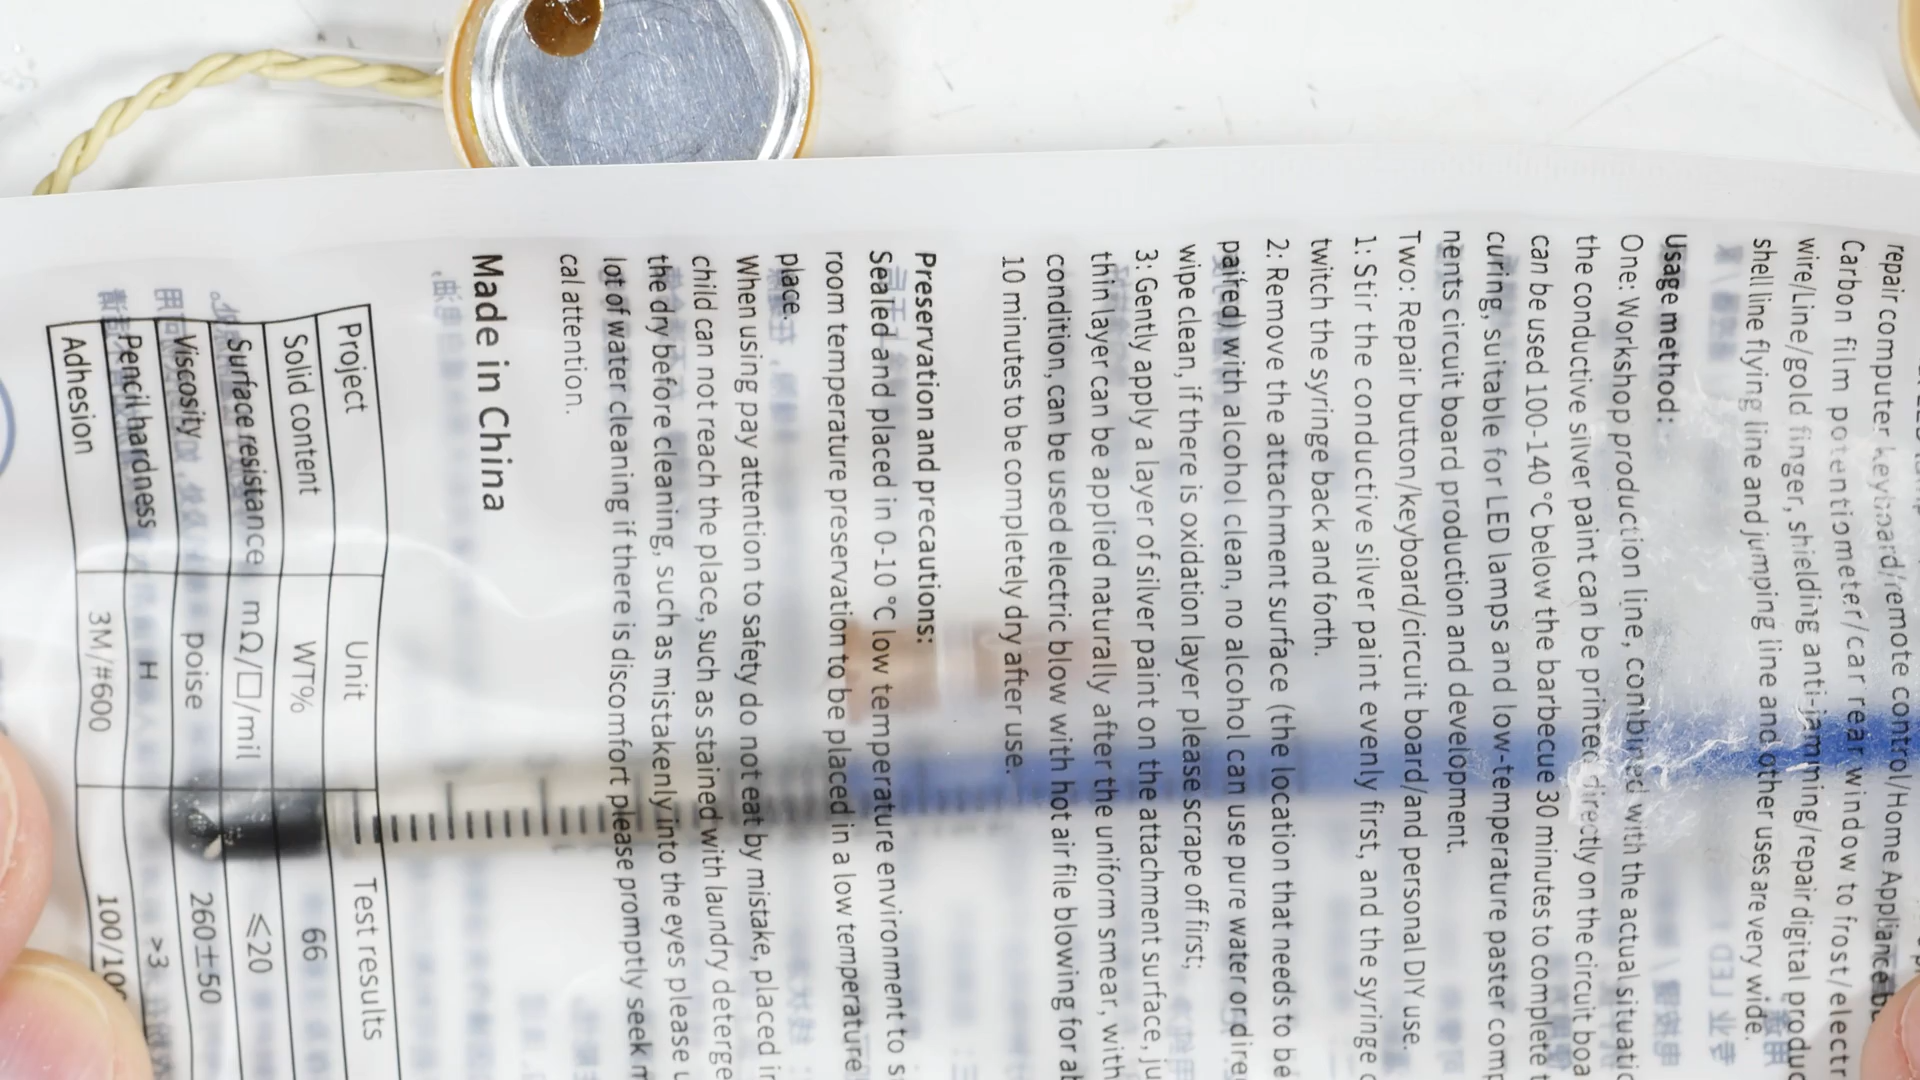 repair computer keyboard/remote control/Home Appliance
Carbon film potentiometer/car rear window to frost/electr
wire/Line/gold finger, shielding anti-jamming/repair digital produc
shell line flying line and jumping line and other uses are very wide.
Usage method:
One: Workshop production line, combined with the actual situatio
the conductive silver paint can be printed directly on the circuit boa
can be used 100-140 °C below the barbecue 30 minutes to complete
curing, suitable for LED lamps and low-temperature paster comp
nents circuit board production and development.
Two: Repair button/keyboard/circuit board/and personal DIY use.
1: Stir the conductive silver paint evenly first, and the syringe
twitch the syringe back and forth.
2: Remove the attachment surface (the location that needs to be
paired) with alcohol clean, no alcohol can use pure water or dire
wipe clean, if there is oxidation layer please scrape off first;
3: Gently apply a layer of silver paint on the attachment surface, ju
thin layer can be applied naturally after the uniform smear, with
condition, can be used electric blow with hot air file blowing for
10 minutes to be completely dry after use.
Preservation and precautions:
Sealed and placed in 0-10 °C low temperature environment to
room temperature preservation to be placed in a low temperature
place.
When using pay attention to safety do not eat by mistake, placed
child can not reach the place, such as stained with laundry deterge
the dry before cleaning, such as mistakenly into the eyes please
lot of water cleaning if there is discomfort please promptly seek
cal attention.
Made in China
Project Unit Test results
Solid content WT% 66
Surface resistance mΩ/□/mil ⩽20
Viscosity poise 260±50
Pencil hardness H >3
Adhesion 3M/#600 100/100